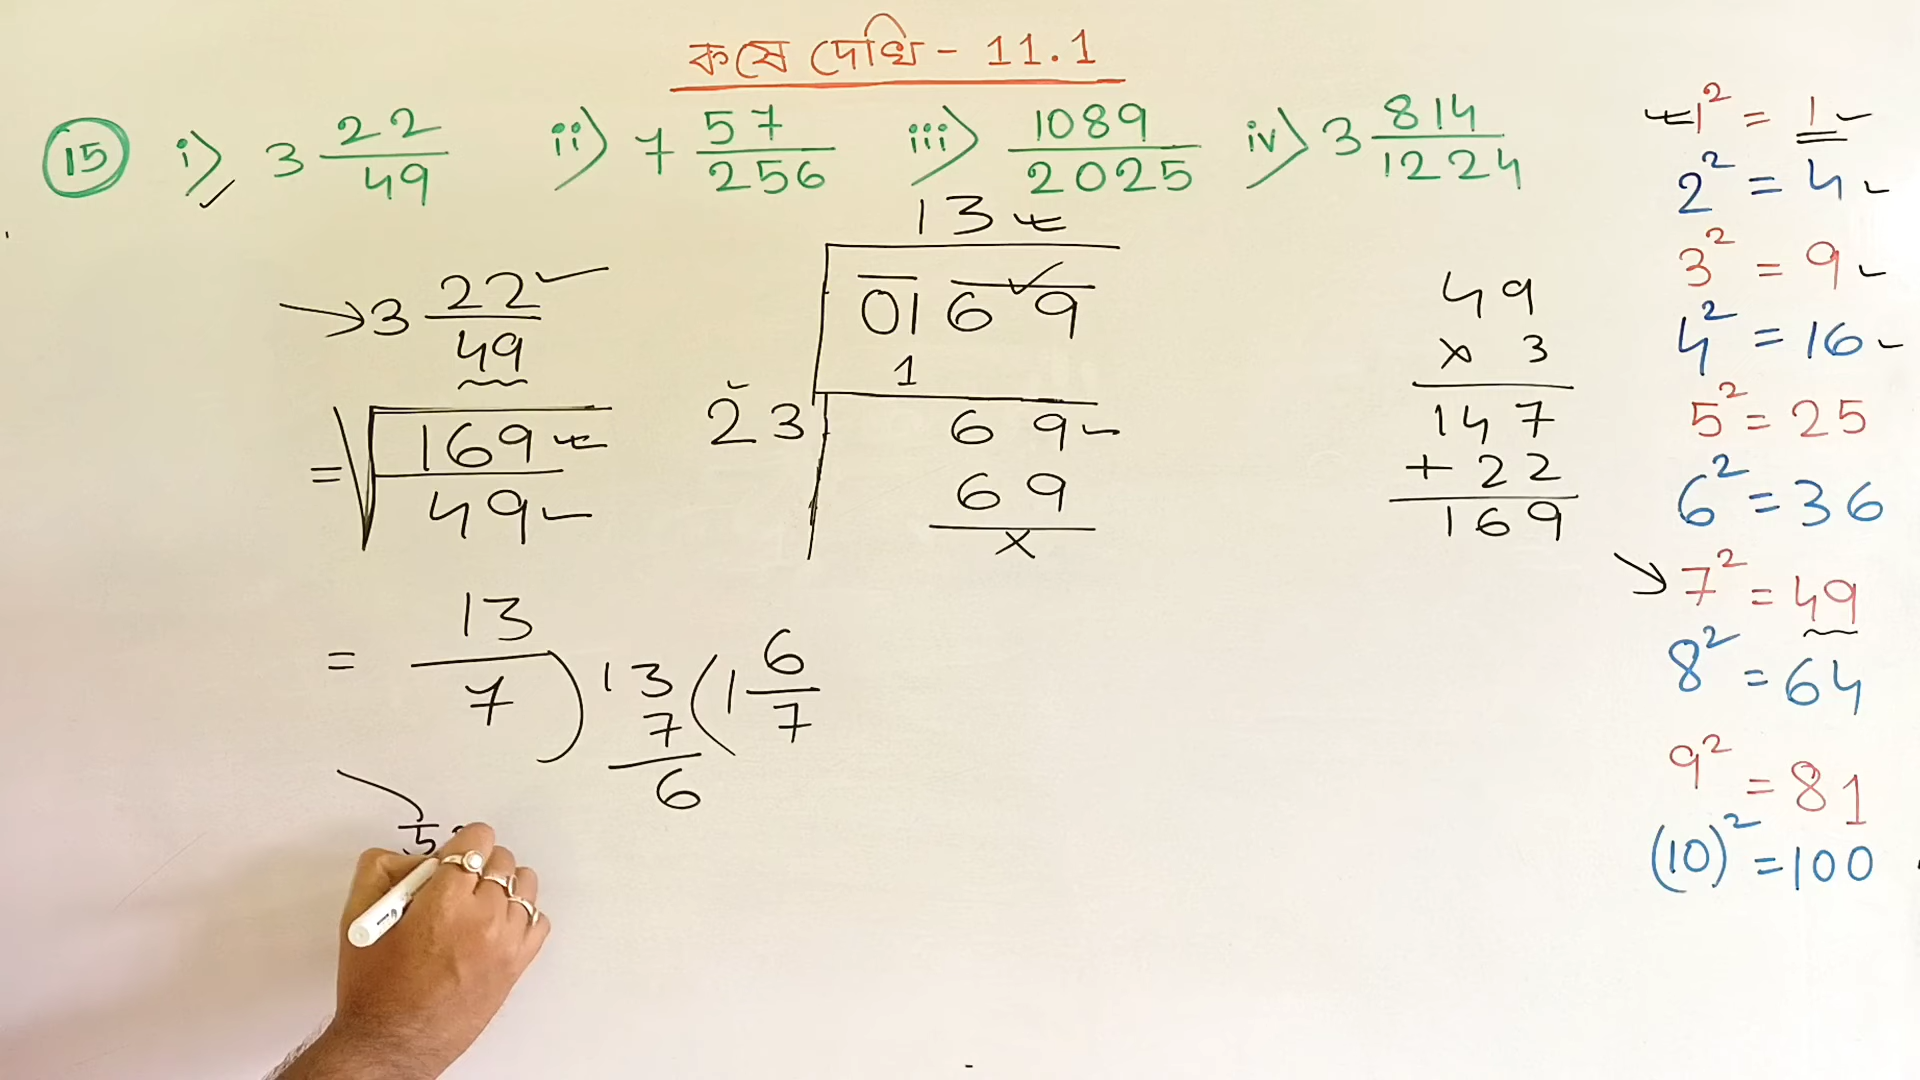 কষে দেখি - 11.1
15 i) 3 22/49 ii) 7 57/256 iii) 1089/2025 iv) 3 814/1224
→ 3 22/49
= √169/49
= 13/7 ) 13 ( 1 6/7
7
6
13
01 69
1
23 69
69
x
49
x 3
147
+ 22
169
1² = 1
2² = 4
3² = 9
4² = 16
5² = 25
6² = 36
→ 7² = 49
8² = 64
9² = 81
(10)² = 100